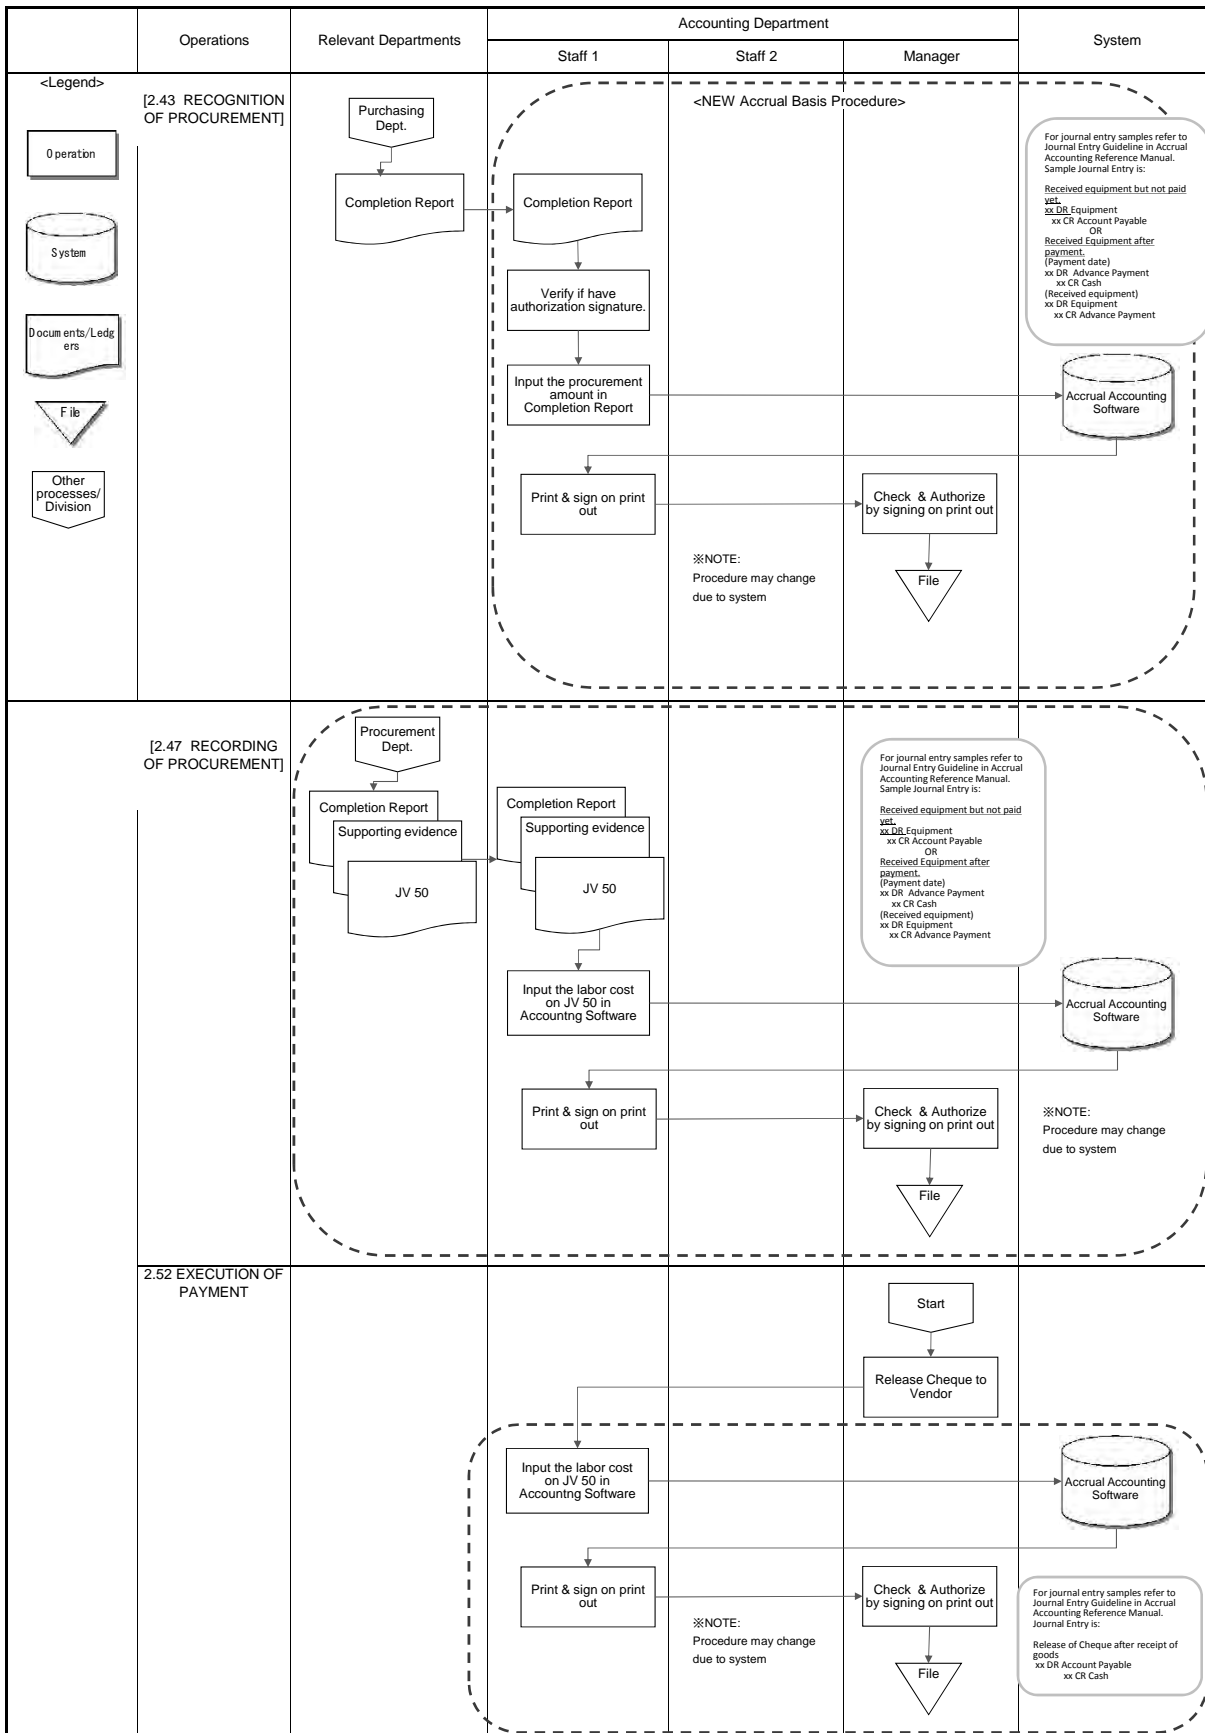 Operations
Relevant Departments
Accounting Department
System
Staff 1
Staff 2
Manager
<Legend>
Operation
System
Documents/Ledg
ers
File
Other
processes/
Division
[2.43 RECOGNITION
OF PROCUREMENT]
<NEW Accrual Basis Procedure>
Purchasing
Dept.
Completion Report
Completion Report
Verify if have
authorization signature.
Input the procurement
amount in
Completion Report
Accrual Accounting
Software
Print & sign on print
out
Check & Authorize
by signing on print out
File
※NOTE:
Procedure may change
due to system
For journal entry samples refer to
Journal Entry Guideline in Accrual
Accounting Reference Manual.
Sample Journal Entry is:
Received equipment but not paid
yet.
xx DR Equipment
xx CR Account Payable
OR
Received Equipment after
payment.
(Payment date)
xx DR Advance Payment
xx CR Cash
(Received equipment)
xx DR Equipment
xx CR Advance Payment
[2.47 RECORDING
OF PROCUREMENT]
Procurement
Dept.
Completion Report
Supporting evidence
JV 50
Completion Report
Supporting evidence
JV 50
For journal entry samples refer to
Journal Entry Guideline in Accrual
Accounting Reference Manual.
Sample Journal Entry is:
Received equipment but not paid
yet.
xx DR Equipment
xx CR Account Payable
OR
Received Equipment after
payment.
(Payment date)
xx DR Advance Payment
xx CR Cash
(Received equipment)
xx DR Equipment
xx CR Advance Payment
Input the labor cost
on JV 50 in
Accountng Software
Accrual Accounting
Software
Print & sign on print
out
Check & Authorize
by signing on print out
File
※NOTE:
Procedure may change
due to system
2.52 EXECUTION OF
PAYMENT
Start
Release Cheque to
Vendor
Input the labor cost
on JV 50 in
Accountng Software
Accrual Accounting
Software
Print & sign on print
out
Check & Authorize
by signing on print out
File
※NOTE:
Procedure may change
due to system
For journal entry samples refer to
Journal Entry Guideline in Accrual
Accounting Reference Manual.
Journal Entry is:
Release of Cheque after receipt of
goods
xx DR Account Payable
xx CR Cash